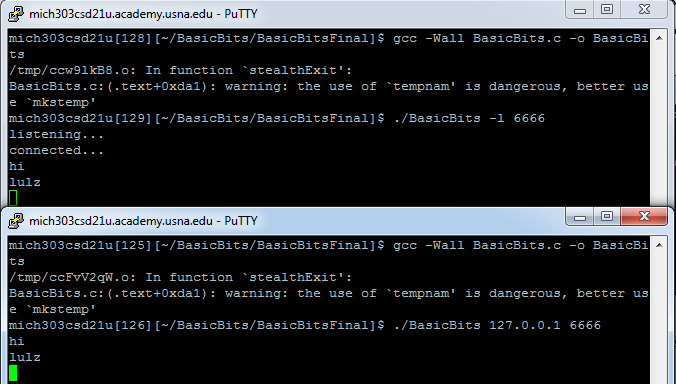 mich303csd21u.academy.usna.edu - PuTTY
mich303csd21u[128][~/BasicBits/BasicBitsFinal]$ gcc -Wall BasicBits.c -o BasicBi
ts
/tmp/ccw9lkB8.o: In function `stealthExit':
BasicBits.c:(.text+0xda1): warning: the use of `tempnam' is dangerous, better us
e `mkstemp'
mich303csd21u[129][~/BasicBits/BasicBitsFinal]$ ./BasicBits -l 6666
listening...
connected...
hi
lulz
mich303csd21u.academy.usna.edu - PuTTY
mich303csd21u[125][~/BasicBits/BasicBitsFinal]$ gcc -Wall BasicBits.c -o BasicBi
ts
/tmp/ccFvV2qW.o: In function `stealthExit':
BasicBits.c:(.text+0xda1): warning: the use of `tempnam' is dangerous, better us
e `mkstemp'
mich303csd21u[126][~/BasicBits/BasicBitsFinal]$ ./BasicBits 127.0.0.1 6666
hi
lulz